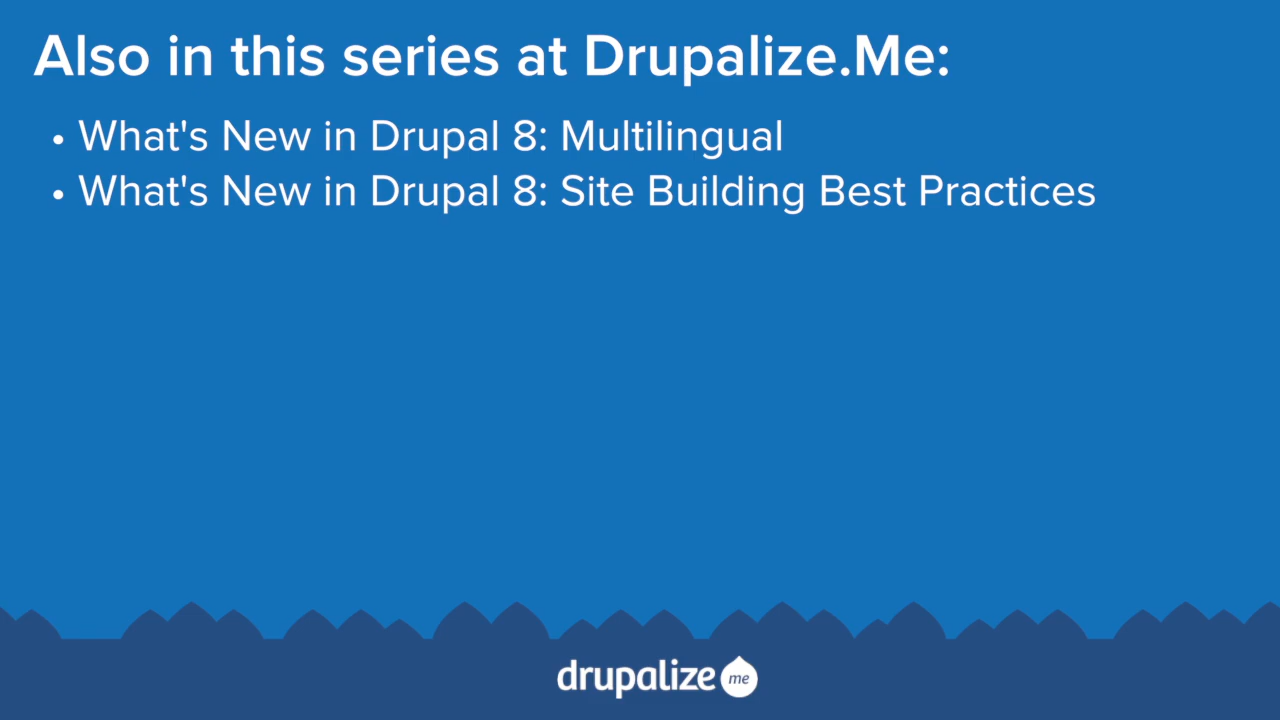 Also in this series at Drupalize.Me:
• What's New in Drupal 8: Multilingual
• What's New in Drupal 8: Site Building Best Practices
drupalize me